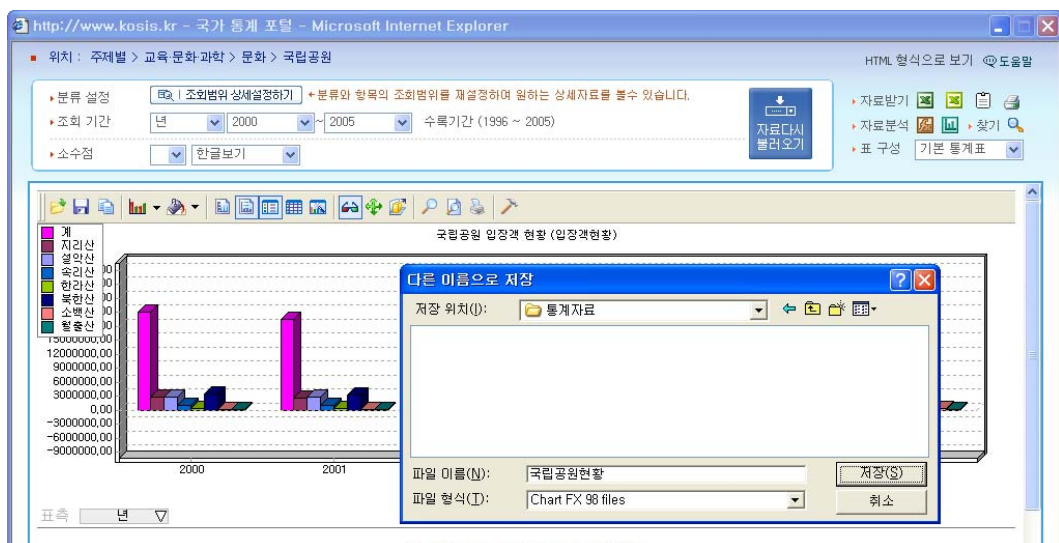 http://www.kosis.kr - 국가 통계 포털 - Microsoft Internet Explorer
위치 : 주제별 > 교육·문화·과학 > 문화 > 국립공원
HTML 형식으로 보기 도움말
분류 설정 조회범위 상세설정하기 분류와 항목의 조회범위를 재설정하여 원하는 상세자료를 볼수 있습니다.
조회 기간 년 2000 ~ 2005 수록기간 (1996 ~ 2005)
소수점 한글보기
자료다시
불러오기
자료받기
자료분석 찾기
표 구성 기본 통계표
국립공원 입장객 현황 (입장객현황)
계
지리산
설악산
속리산
한라산
북한산
소백산
월출산
15000000,00
12000000,00
9000000,00
6000000,00
3000000,00
0,00
-3000000,00
-6000000,00
-9000000,00
2000 2001
다른 이름으로 저장
저장 위치(I): 통계자료
파일 이름(N): 국립공원현황 저장(S)
파일 형식(T): Chart FX 98 files 취소
표측 년